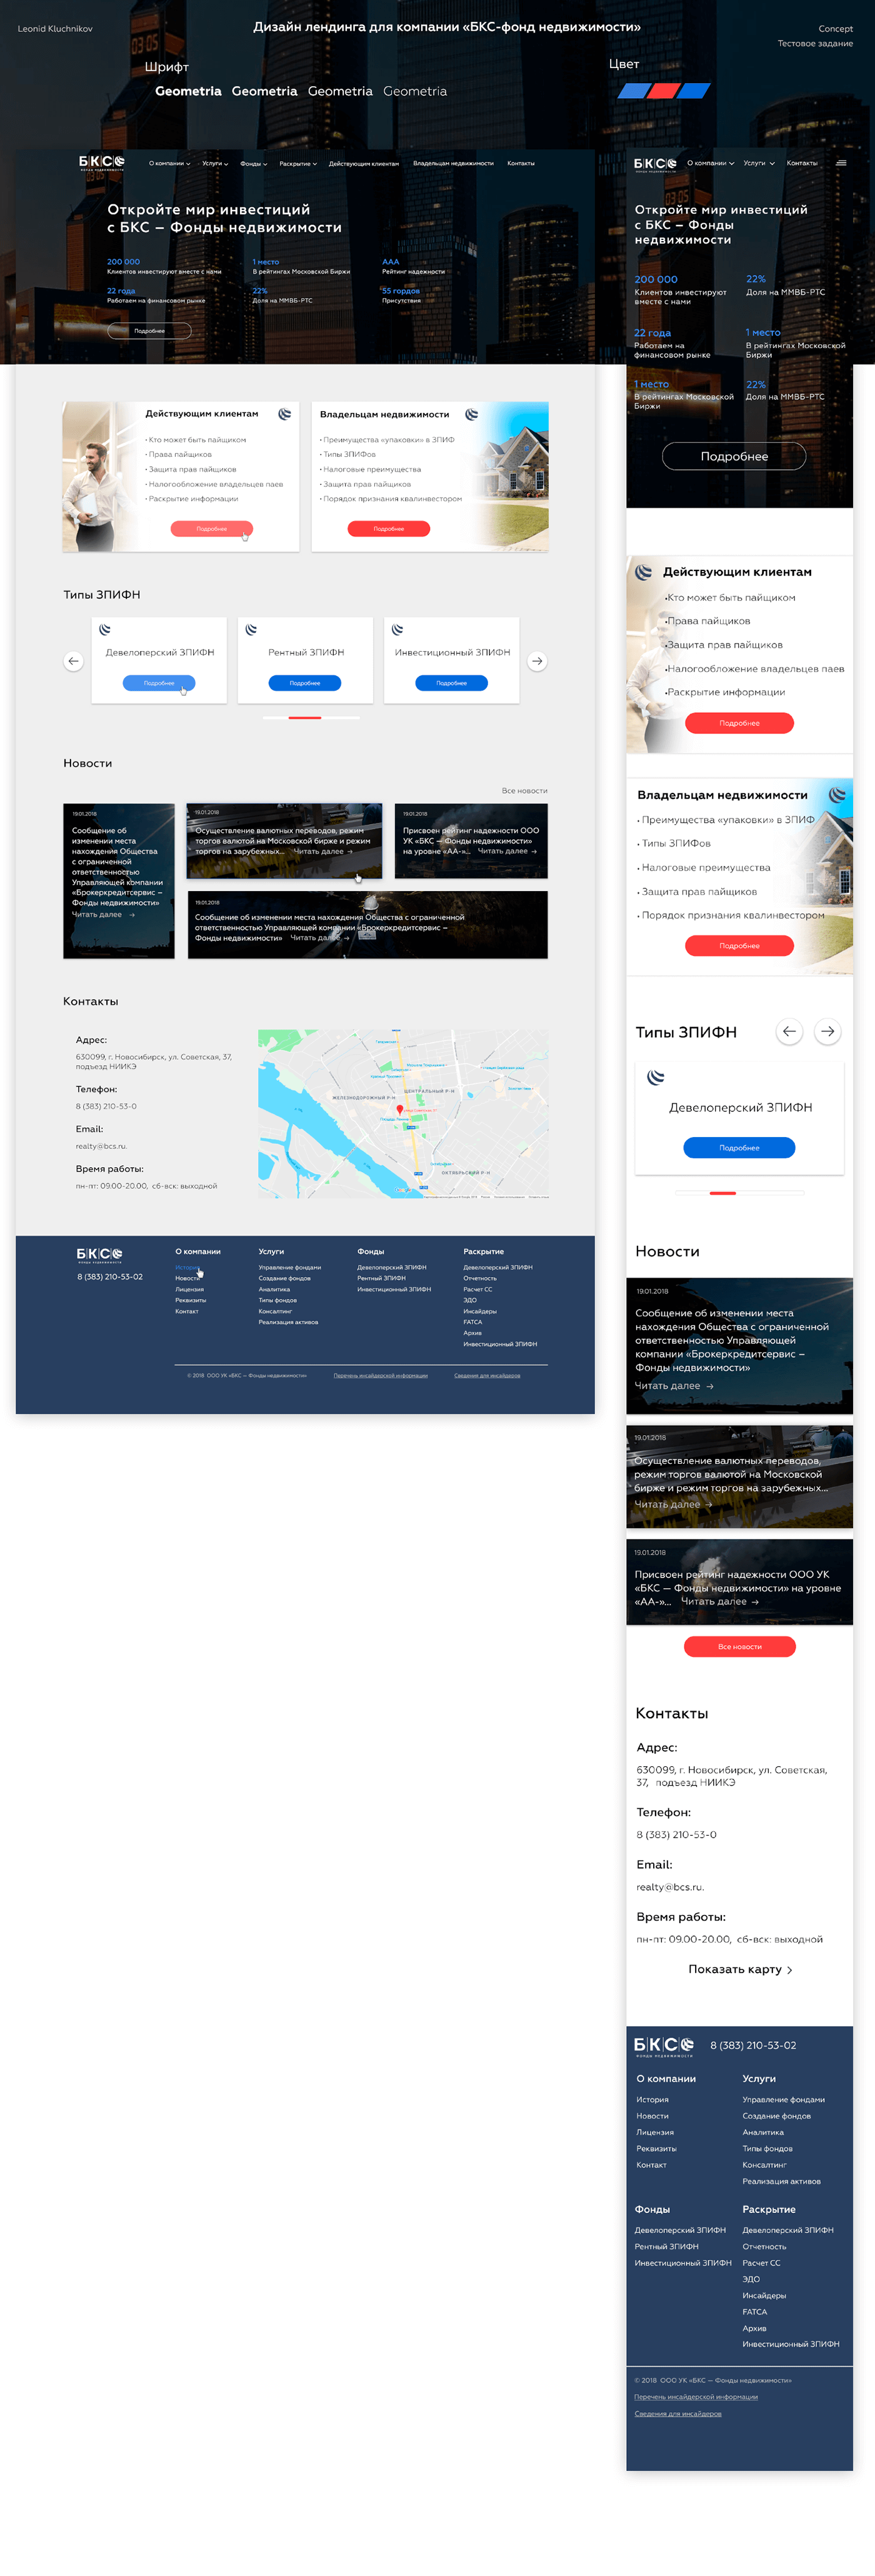 Leonid Kluchnikov
Дизайн лендинга для компании «БКС-фонд недвижимости»
Concept
Тестовое задание
Шрифт
Цвет
Geometria Geometria Geometria Geometria
БКС
ФОНДЫ НЕДВИЖИМОСТИ
О компании Услуги Фонды Раскрытие Действующим клиентам Владельцам недвижимости Контакты
Откройте мир инвестиций
с БКС – Фонды недвижимости
200 000
Клиентов инвестируют вместе с нами
1 место
В рейтингах Московской Биржи
ААА
Рейтинг надежности
22 года
Работаем на финансовом рынке
22%
Доля на ММВБ-РТС
55 гордов
Присутствия
Подробнее
Действующим клиентам
• Кто может быть пайщиком
• Права пайщиков
• Защита прав пайщиков
• Налогообложение владельцев паев
• Раскрытие информации
Подробнее
Владельцам недвижимости
• Преимущества «упаковки» в ЗПИФ
• Типы ЗПИФов
• Налоговые преимущества
• Защита прав пайщиков
• Порядок признания квалинвестором
Подробнее
Типы ЗПИФН
Девелоперский ЗПИФН
Подробнее
Рентный ЗПИФН
Подробнее
Инвестиционный ЗПИФН
Подробнее
Новости
Все новости
19.01.2018
Сообщение об
изменении места
нахождения Общества
с ограниченной
ответственностью
Управляющей компании
«Брокеркредитсервис –
Фонды недвижимости»
Читать далее →
19.01.2018
Осуществление валютных переводов, режим
торгов валютой на Московской бирже и режим
торгов на зарубежных... Читать далее →
19.01.2018
Присвоен рейтинг надежности ООО
УК «БКС — Фонды недвижимости»
на уровне «АА-»... Читать далее →
19.01.2018
Сообщение об изменении места нахождения Общества с ограниченной
ответственностью Управляющей компании «Брокеркредитсервис –
Фонды недвижимости» Читать далее →
Контакты
Адрес:
630099, г. Новосибирск, ул. Советская, 37,
подъезд НИИКЭ
Телефон:
8 (383) 210-53-0
Email:
realty@bcs.ru.
Время работы:
пн-пт: 09.00-20.00, сб-вск: выходной
ЖЕЛЕЗНОДОРОЖНЫЙ Р-Н
ЦЕНТРАЛЬНЫЙ Р-Н
ОКТЯБРЬСКИЙ Р-Н
БКС
ФОНДЫ НЕДВИЖИМОСТИ
8 (383) 210-53-02
О компании
История
Новости
Лицензия
Реквизиты
Контакт
Услуги
Управление фондани
Создание фондов
Аналитика
Типы фондов
Консалтинг
Реализация активов
Фонды
Девелоперский ЗПИФН
Рентный ЗПИФН
Инвестиционный ЗПИФН
Раскрытие
Девелоперский ЗПИФН
Отчетность
Расчет СС
ЭДО
Инсайдеры
FATCA
Архив
Инвестиционный ЗПИФН
© 2018 ООО УК «БКС — Фонды недвижимости»
Перечень инсайдерской информации
Сведения для инсайдеров
БКС
ФОНДЫ НЕДВИЖИМОСТИ
О компании Услуги Контакты
Откройте мир инвестиций
с БКС – Фонды
недвижимости
200 000
Клиентов инвестируют
вместе с нами
22%
Доля на ММВБ-РТС
22 года
Работаем на
финансовом рынке
1 место
В рейтингах Московской
Биржи
1 место
В рейтингах Московской
Биржи
22%
Доля на ММВБ-РТС
Подробнее
Действующим клиентам
•Кто может быть пайщиком
•Права пайщиков
•Защита прав пайщиков
•Налогообложение владельцев паев
•Раскрытие информации
Подробнее
Владельцам недвижимости
• Преимущества «упаковки» в ЗПИФ
• Типы ЗПИФов
• Налоговые преимущества
• Защита прав пайщиков
• Порядок признания квалинвестором
Подробнее
Типы ЗПИФН
Девелоперский ЗПИФН
Подробнее
Новости
19.01.2018
Сообщение об изменении места
нахождения Общества с ограниченной
ответственностью Управляющей
компании «Брокеркредитсервис –
Фонды недвижимости»
Читать далее →
19.01.2018
Осуществление валютных переводов,
режим торгов валютой на Московской
бирже и режим торгов на зарубежных...
Читать далее →
19.01.2018
Присвоен рейтинг надежности ООО УК
«БКС — Фонды недвижимости» на уровне
«АА-»... Читать далее →
Все новости
Контакты
Адрес:
630099, г. Новосибирск, ул. Советская,
37, подъезд НИИКЭ
Телефон:
8 (383) 210-53-0
Email:
realty@bcs.ru.
Время работы:
пн-пт: 09.00-20.00, сб-вск: выходной
Показать карту
БКС
ФОНДЫ НЕДВИЖИМОСТИ
8 (383) 210-53-02
О компании
История
Новости
Лицензия
Реквизиты
Контакт
Услуги
Управление фондами
Создание фондов
Аналитика
Типы фондов
Консалтинг
Реализация активов
Фонды
Девелоперский ЗПИФН
Рентный ЗПИФН
Инвестиционный ЗПИФН
Раскрытие
Девелоперский ЗПИФН
Отчетность
Расчет СС
ЭДО
Инсайдеры
FATCA
Архив
Инвестиционный ЗПИФН
© 2018 ООО УК «БКС — Фонды недвижимости»
Перечень инсайдерской информации
Сведения для инсайдеров